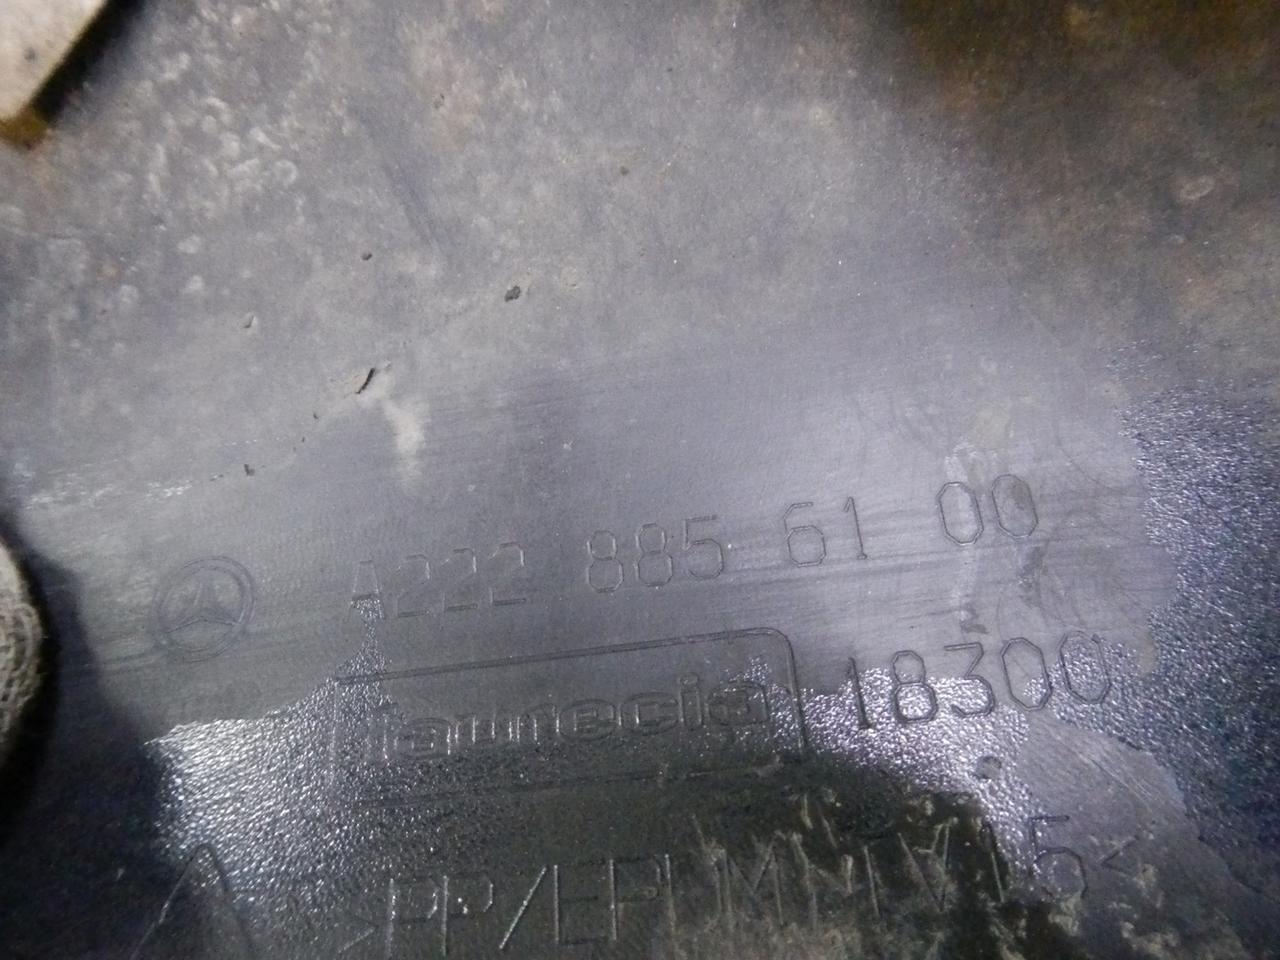 A222 885 61 00
faurecia 18300
>PP/EPDM-TV15<